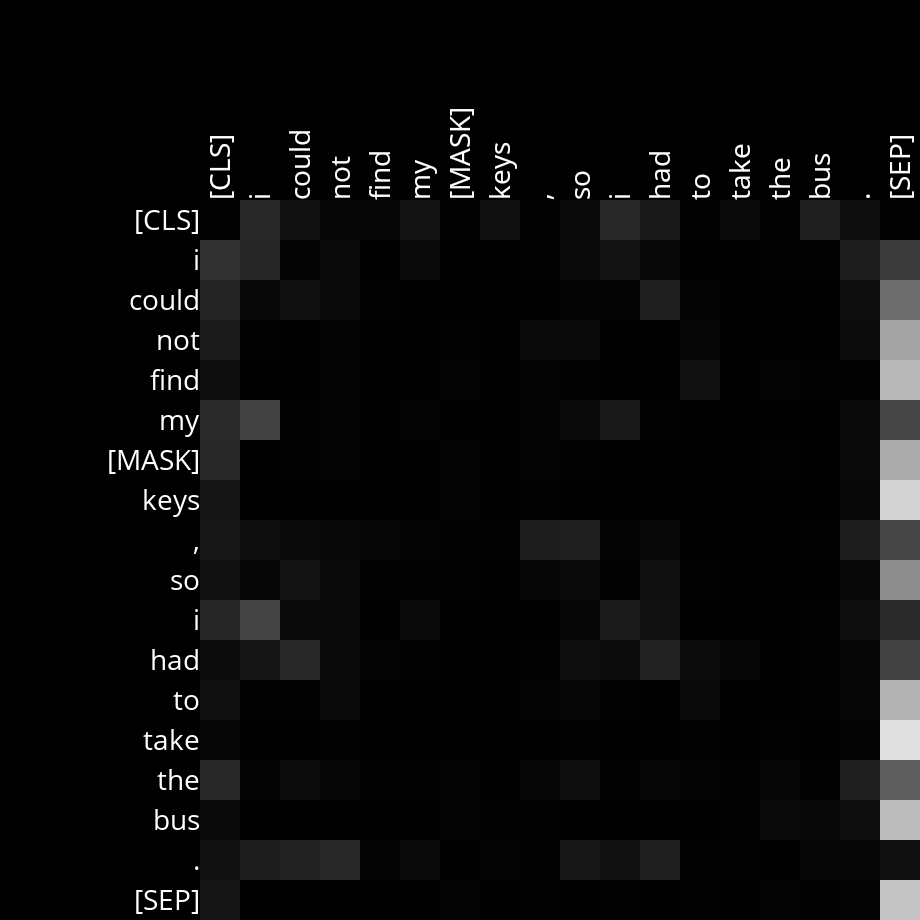 [CLS] i could not find my [MASK] keys , so i had to take the bus . [SEP]
[CLS]
i
could
not
find
my
[MASK]
keys
,
so
i
had
to
take
the
bus
.
[SEP]